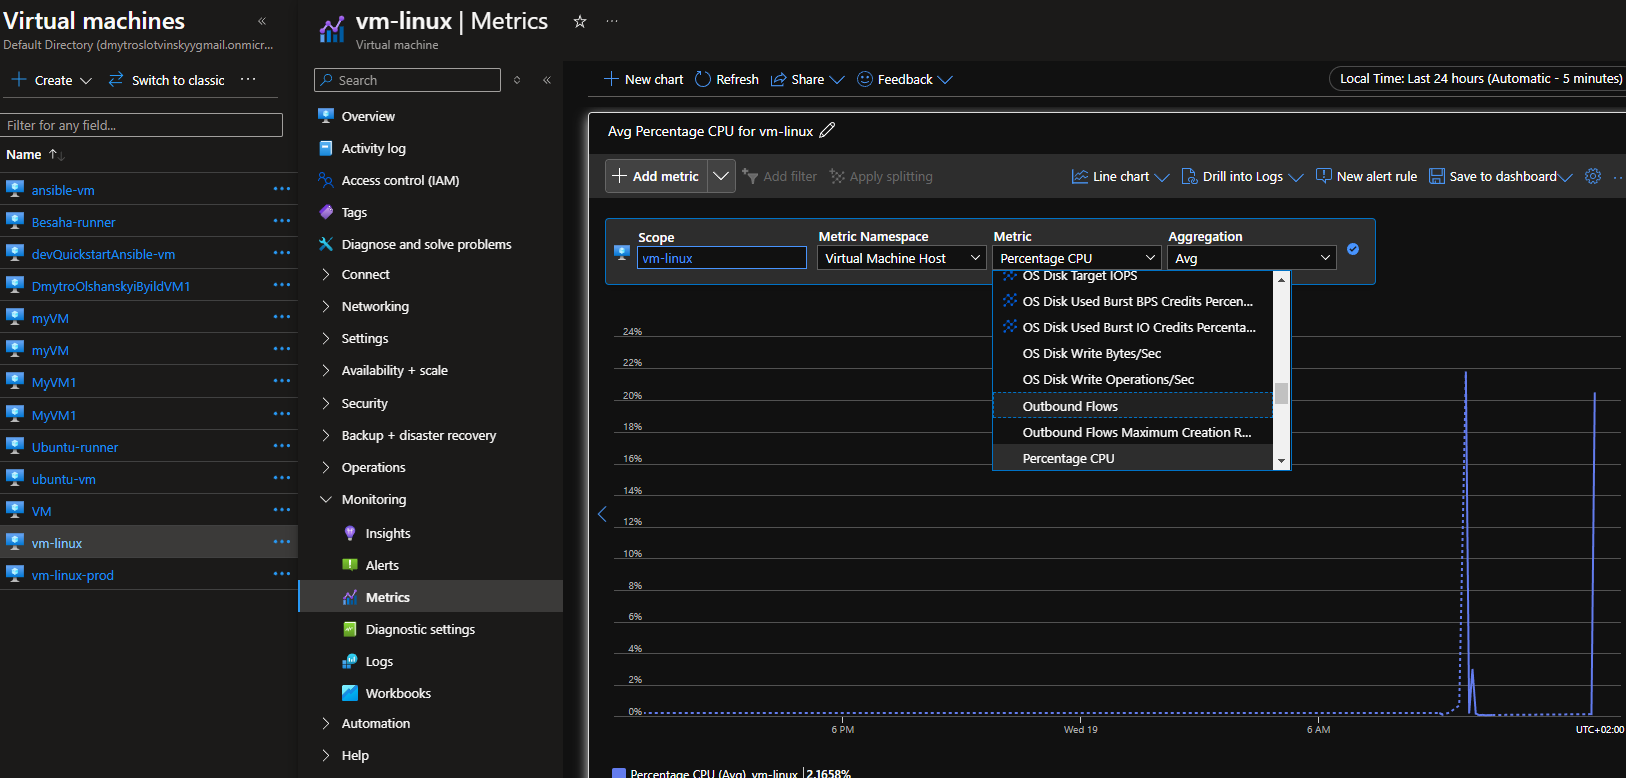 Virtual machines
«
Default Directory (dmytroslotvinskyygmail.onmicr...
Create
Switch to classic
...
Filter for any field...
Name
ansible-vm
Besaha-runner
devQuickstartAnsible-vm
DmytroOlshanskyiByildVM1
myVM
myVM
MyVM1
MyVM1
Ubuntu-runner
ubuntu-vm
VM
vm-linux
vm-linux-prod
vm-linux | Metrics
...
Virtual machine
Search
«
Overview
Activity log
Access control (IAM)
Tags
Diagnose and solve problems
Connect
Networking
Settings
Availability + scale
Security
Backup + disaster recovery
Operations
Monitoring
Insights
Alerts
Metrics
Diagnostic settings
Logs
Workbooks
Automation
Help
New chart
Refresh
Share
Feedback
Local Time: Last 24 hours (Automatic - 5 minutes)
Avg Percentage CPU for vm-linux
Add metric
Add filter
Apply splitting
Line chart
Drill into Logs
New alert rule
Save to dashboard
Scope
vm-linux
Metric Namespace
Virtual Machine Host
Metric
Percentage CPU
Aggregation
Avg
OS Disk Target IOPS
OS Disk Used Burst BPS Credits Percen...
OS Disk Used Burst IO Credits Percenta...
OS Disk Write Bytes/Sec
OS Disk Write Operations/Sec
Outbound Flows
Outbound Flows Maximum Creation R...
Percentage CPU
24%
22%
20%
18%
16%
14%
12%
10%
8%
6%
4%
2%
0%
6 PM
Wed 19
6 AM
UTC+02:00
Percentage CPU (Avg), vm-linux | 2.1658%